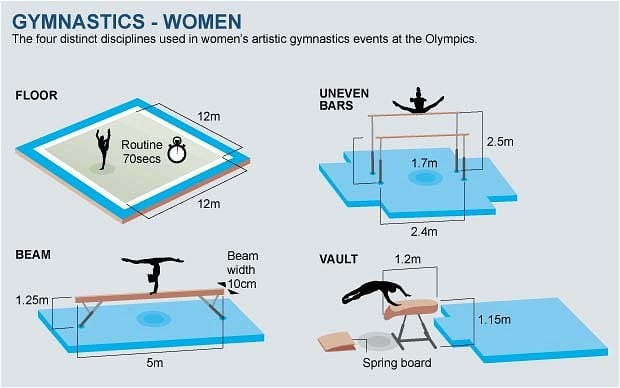 GYMNASTICS - WOMEN
The four distinct disciplines used in women's artistic gymnastics events at the Olympics.
FLOOR
12m
Routine
70secs
12m
UNEVEN
BARS
2.5m
1.7m
2.4m
BEAM
Beam
width
10cm
1.25m
5m
VAULT
1.2m
1.15m
Spring board